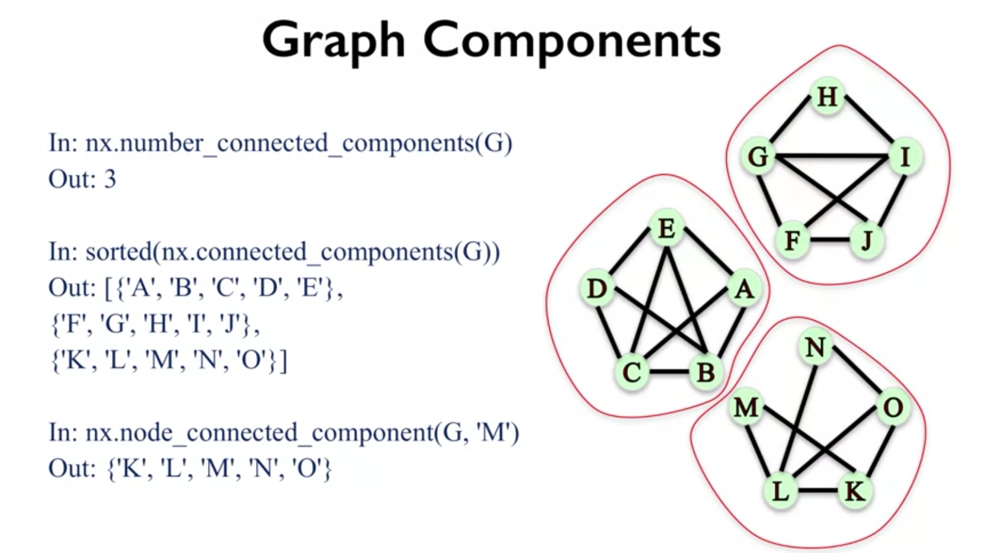 Graph Components
In: nx.number_connected_components(G)
Out: 3
In: sorted(nx.connected_components(G))
Out: [{'A', 'B', 'C', 'D', 'E'},
{'F', 'G', 'H', 'I', 'J'},
{'K', 'L', 'M', 'N', 'O'}]
In: nx.node_connected_component(G, 'M')
Out: {'K', 'L', 'M', 'N', 'O'}
H
G
I
F
J
E
D
A
C
B
N
M
O
L
K